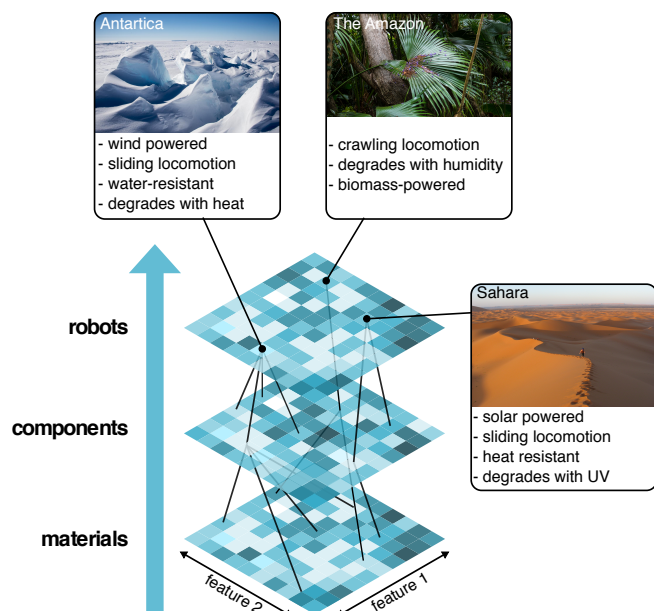 Antartica
- wind powered
- sliding locomotion
- water-resistant
- degrades with heat
The Amazon
- crawling locomotion
- degrades with humidity
- biomass-powered
Sahara
- solar powered
- sliding locomotion
- heat resistant
- degrades with UV
robots
components
materials
feature 2
feature 1